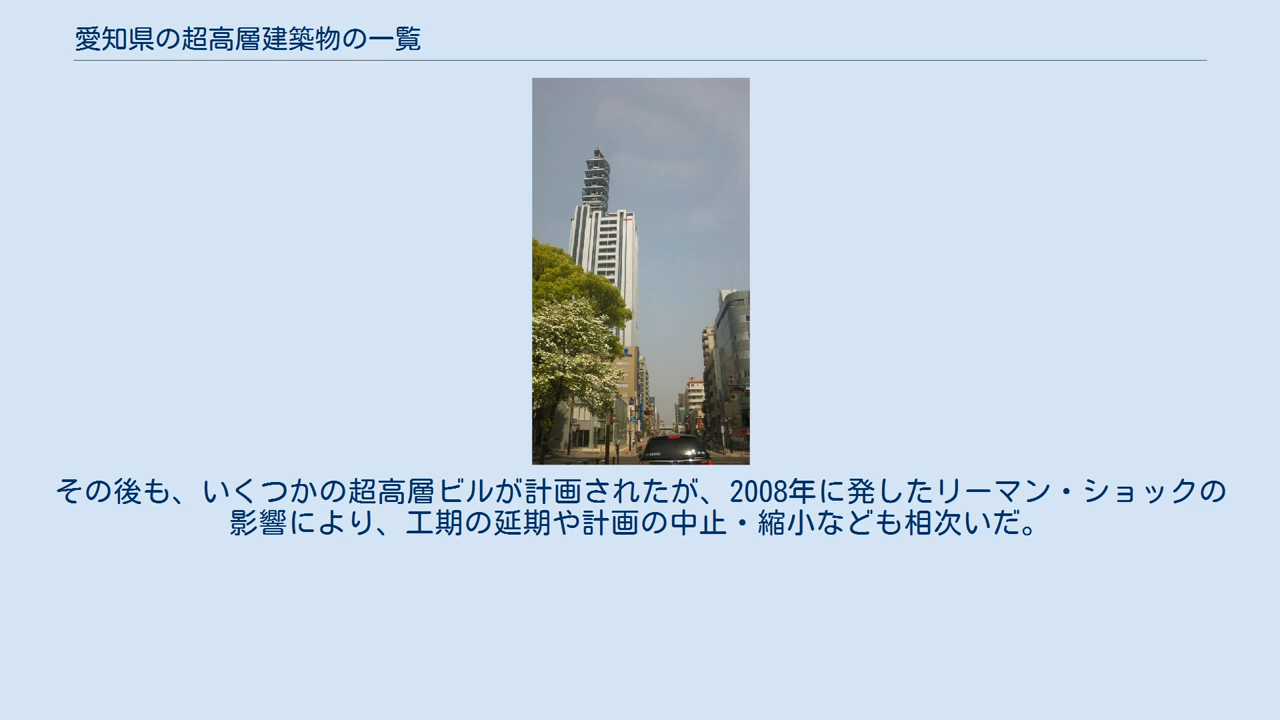 愛知県の超高層建築物の一覧
その後も、いくつかの超高層ビルが計画されたが、2008年に発したリーマン・ショックの
影響により、工期の延期や計画の中止・縮小なども相次いだ。